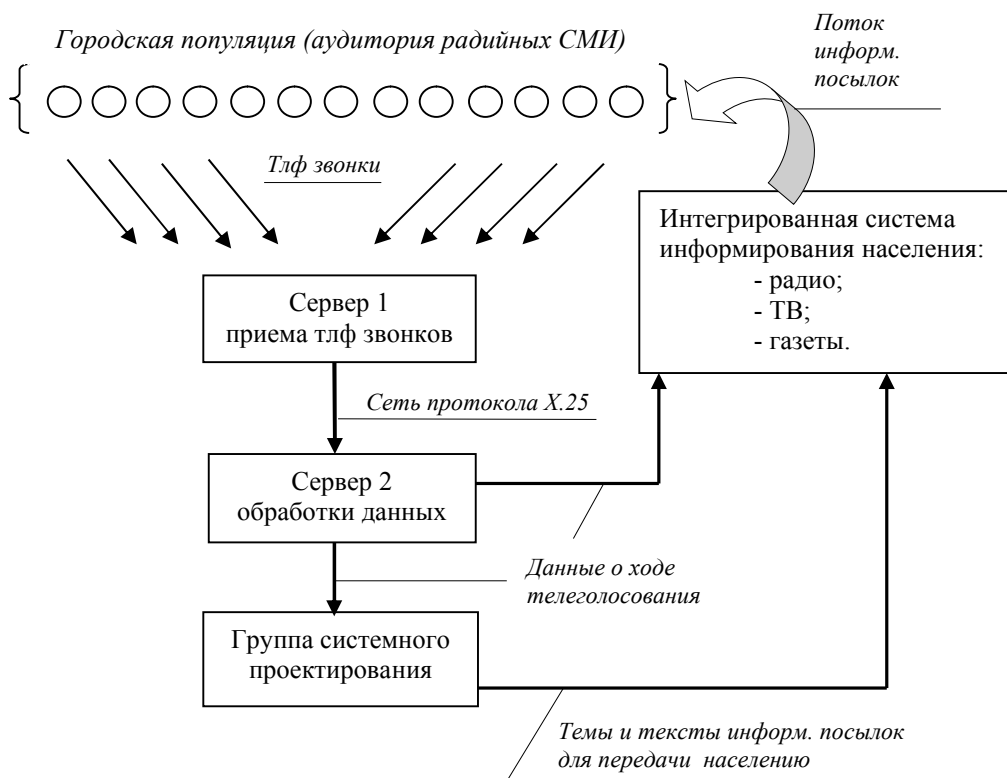 Городская популяция (аудитория радийных СМИ)
Поток
информ.
посылок
Тлф звонки
Интегрированная система
информирования населения:
- радио;
- ТВ;
- газеты.
Сервер 1
приема тлф звонков
Сеть протокола X.25
Сервер 2
обработки данных
Данные о ходе
телеголосования
Группа системного
проектирования
Темы и тексты информ. посылок
для передачи населению